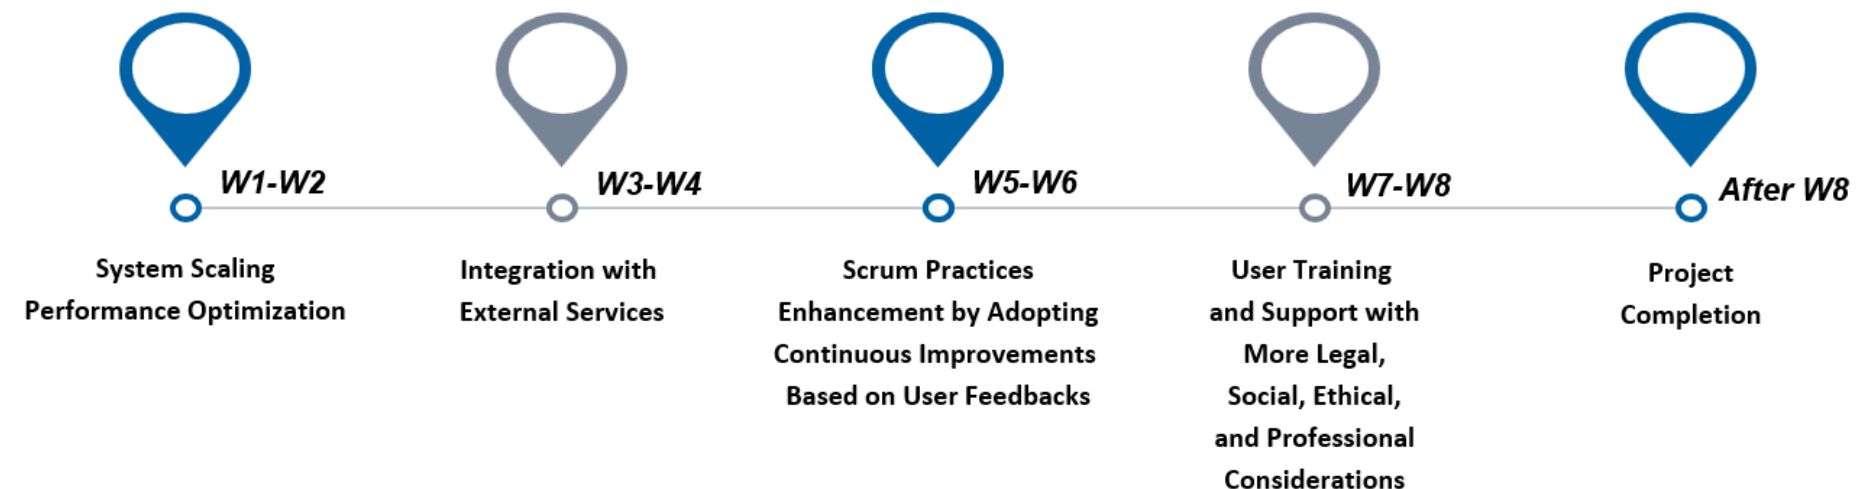 W1-W2
System Scaling
Performance Optimization
W3-W4
Integration with
External Services
W5-W6
Scrum Practices
Enhancement by Adopting
Continuous Improvements
Based on User Feedbacks
W7-W8
User Training
and Support with
More Legal,
Social, Ethical,
and Professional
Considerations
After W8
Project
Completion